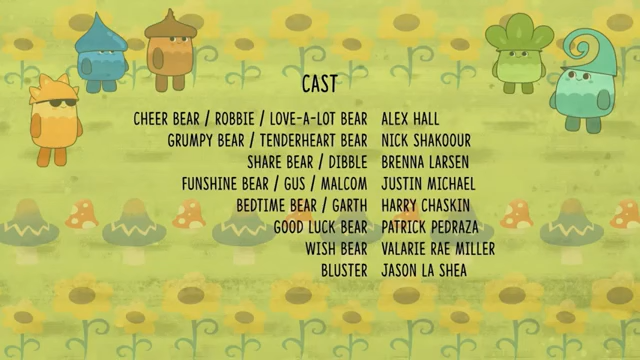 CAST
CHEER BEAR / ROBBIE / LOVE-A-LOT BEAR ALEX HALL
GRUMPY BEAR / TENDERHEART BEAR NICK SHAKOOUR
SHARE BEAR / DIBBLE BRENNA LARSEN
FUNSHINE BEAR / GUS / MALCOM JUSTIN MICHAEL
BEDTIME BEAR / GARTH HARRY CHASKIN
GOOD LUCK BEAR PATRICK PEDRAZA
WISH BEAR VALARIE RAE MILLER
BLUSTER JASON LA SHEA